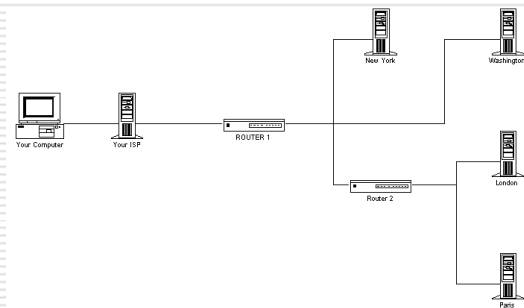 New York
Washington
Your Computer
Your ISP
ROUTER 1
London
Router 2
Paris